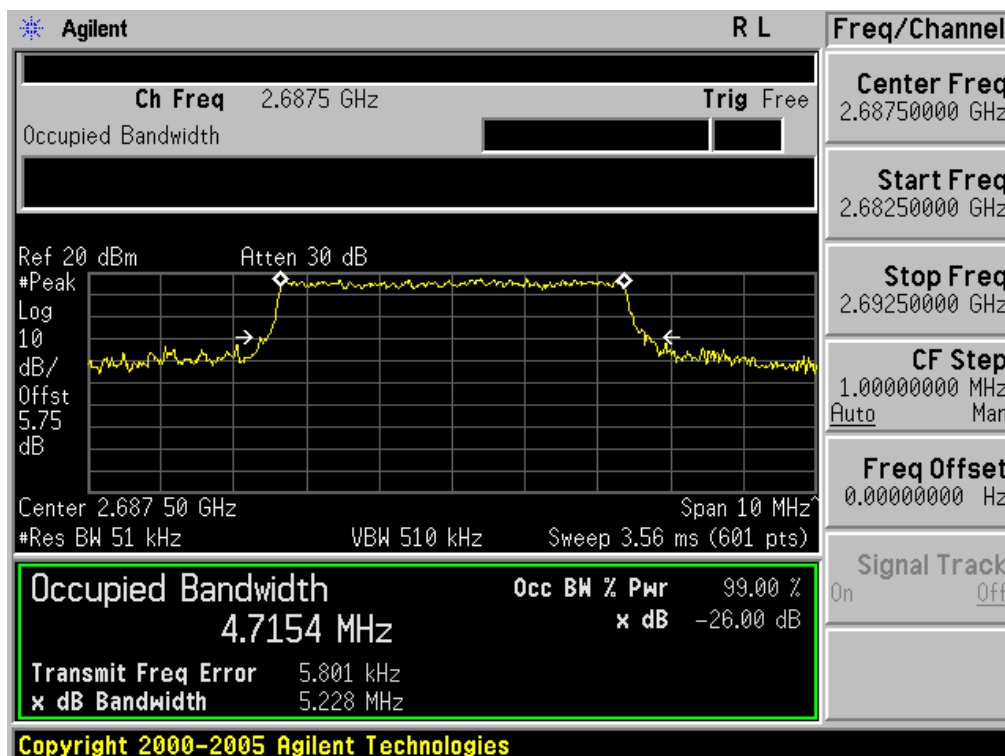 Agilent R L
Freq/Channel
Ch Freq 2.6875 GHz Trig Free
Occupied Bandwidth
Ref 20 dBm Atten 30 dB
#Peak
Log
10
dB/
Offst
5.75
dB
Center 2.687 50 GHz Span 10 MHz^
#Res BW 51 kHz VBW 510 kHz Sweep 3.56 ms (601 pts)
Occupied Bandwidth
4.7154 MHz
Occ BW % Pwr 99.00 %
x dB -26.00 dB
Transmit Freq Error 5.801 kHz
x dB Bandwidth 5.228 MHz
Center Freq
2.68750000 GHz
Start Freq
2.68250000 GHz
Stop Freq
2.69250000 GHz
CF Step
1.00000000 MHz
Auto Man
Freq Offset
0.00000000 Hz
Signal Track
On Off
Copyright 2000-2005 Agilent Technologies